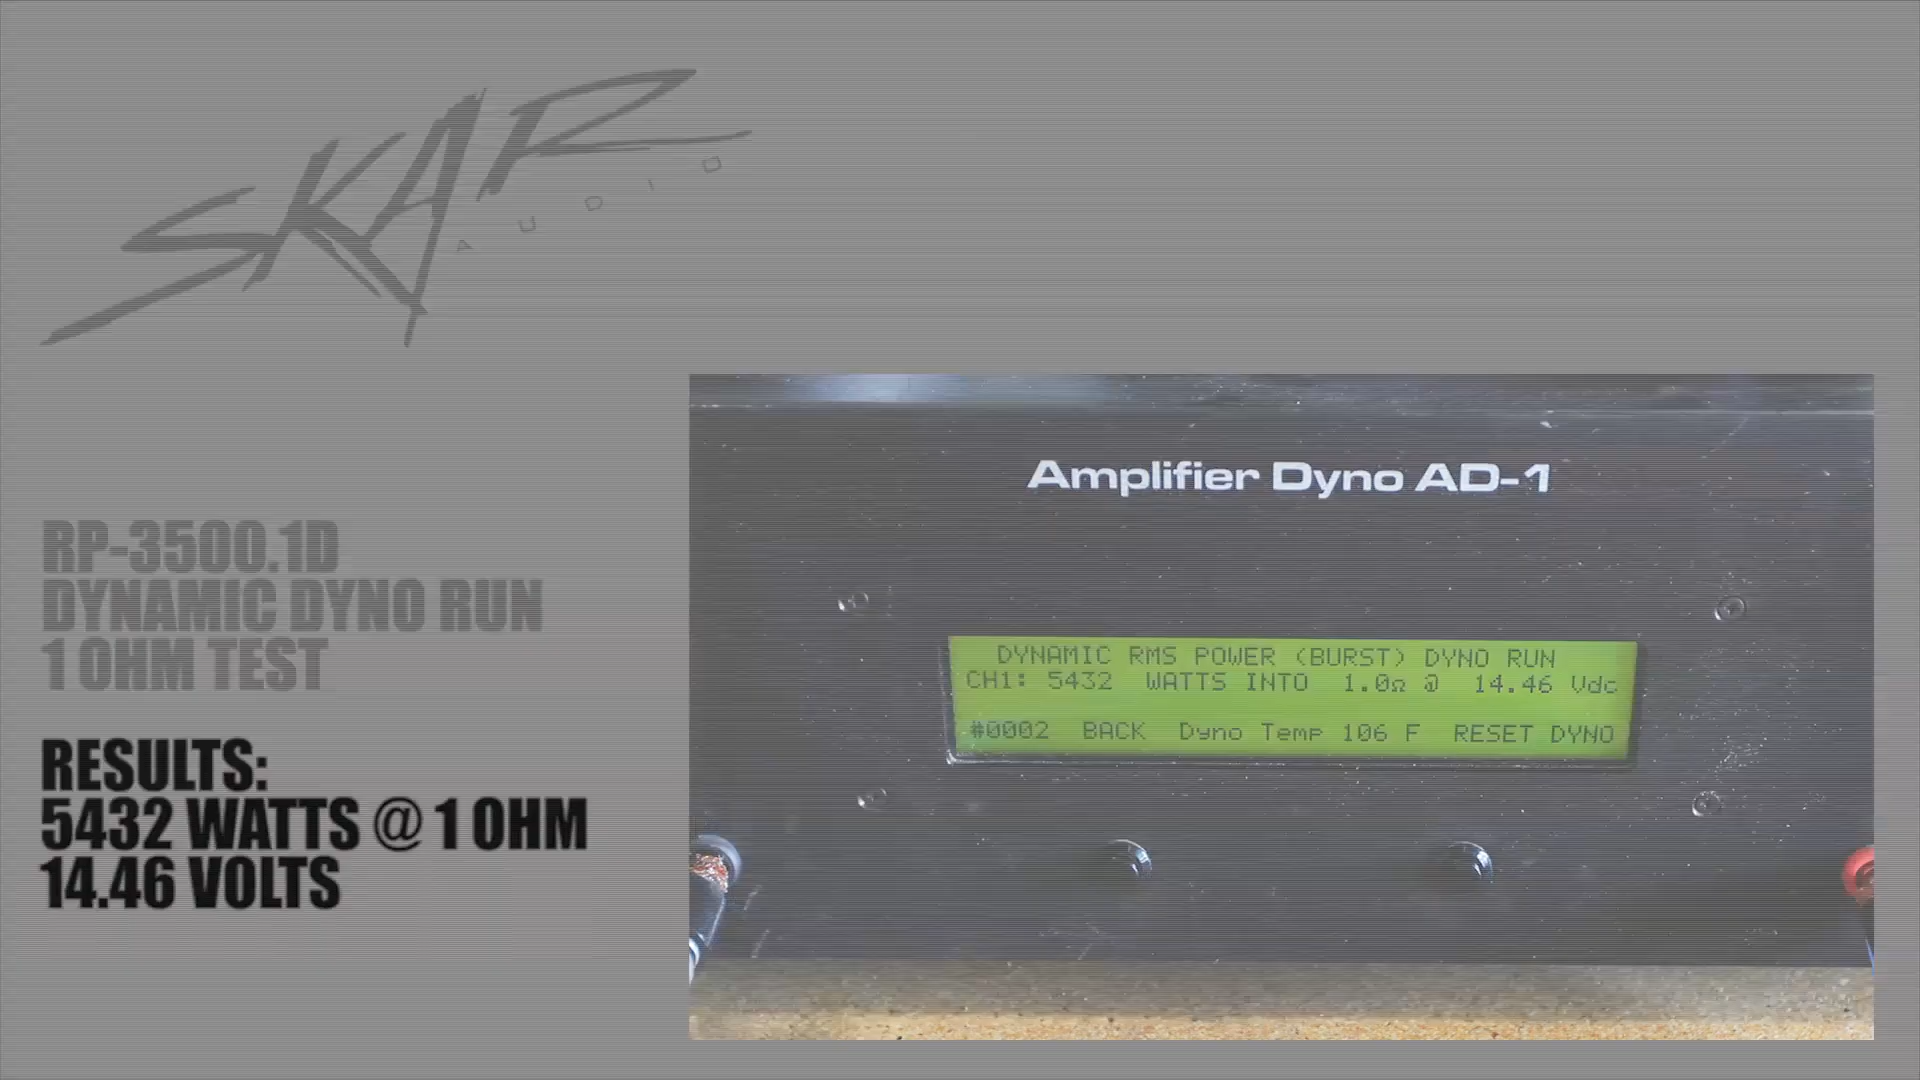 SKAR
AUDIO
RP-3500.1D
DYNAMIC DYNO RUN
1 OHM TEST
RESULTS:
5432 WATTS @ 1 OHM
14.46 VOLTS
Amplifier Dyno AD-1
DYNAMIC RMS POWER (BURST) DYNO RUN
CH1: 5432 WATTS INTO 1.0Ω @ 14.46 Vdc
#0002 BACK Dyno Temp 106 F RESET DYNO